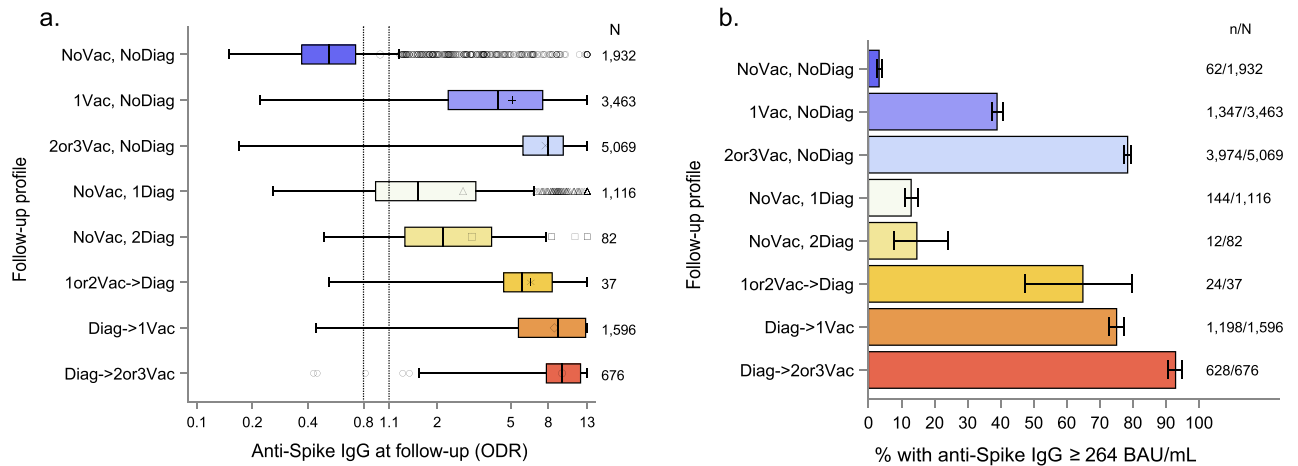 a.
N
NoVac, NoDiag
1,932
1Vac, NoDiag
3,463
2or3Vac, NoDiag
5,069
NoVac, 1Diag
1,116
NoVac, 2Diag
82
1or2Vac->Diag
37
Diag->1Vac
1,596
Diag->2or3Vac
676
Follow-up profile
0.1 0.2 0.4 0.8 1.1 2 5 8 13
Anti-Spike IgG at follow-up (ODR)
b.
n/N
NoVac, NoDiag
62/1,932
1Vac, NoDiag
1,347/3,463
2or3Vac, NoDiag
3,974/5,069
NoVac, 1Diag
144/1,116
NoVac, 2Diag
12/82
1or2Vac->Diag
24/37
Diag->1Vac
1,198/1,596
Diag->2or3Vac
628/676
Follow-up profile
0 10 20 30 40 50 60 70 80 90 100
% with anti-Spike IgG ≥ 264 BAU/mL